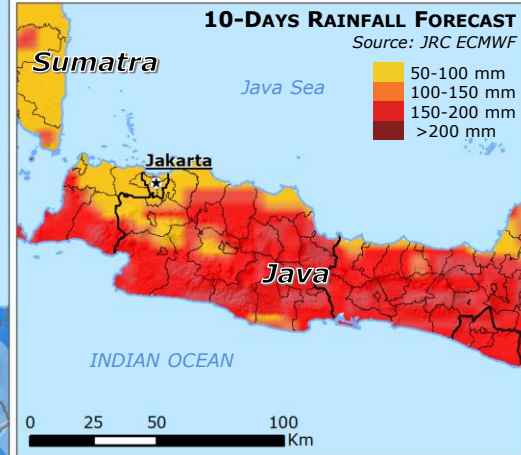 10-DAYS RAINFALL FORECAST
Source: JRC ECMWF
50-100 mm
100-150 mm
150-200 mm
>200 mm
Sumatra
Java Sea
Jakarta
Java
INDIAN OCEAN
0 25 50 100
Km